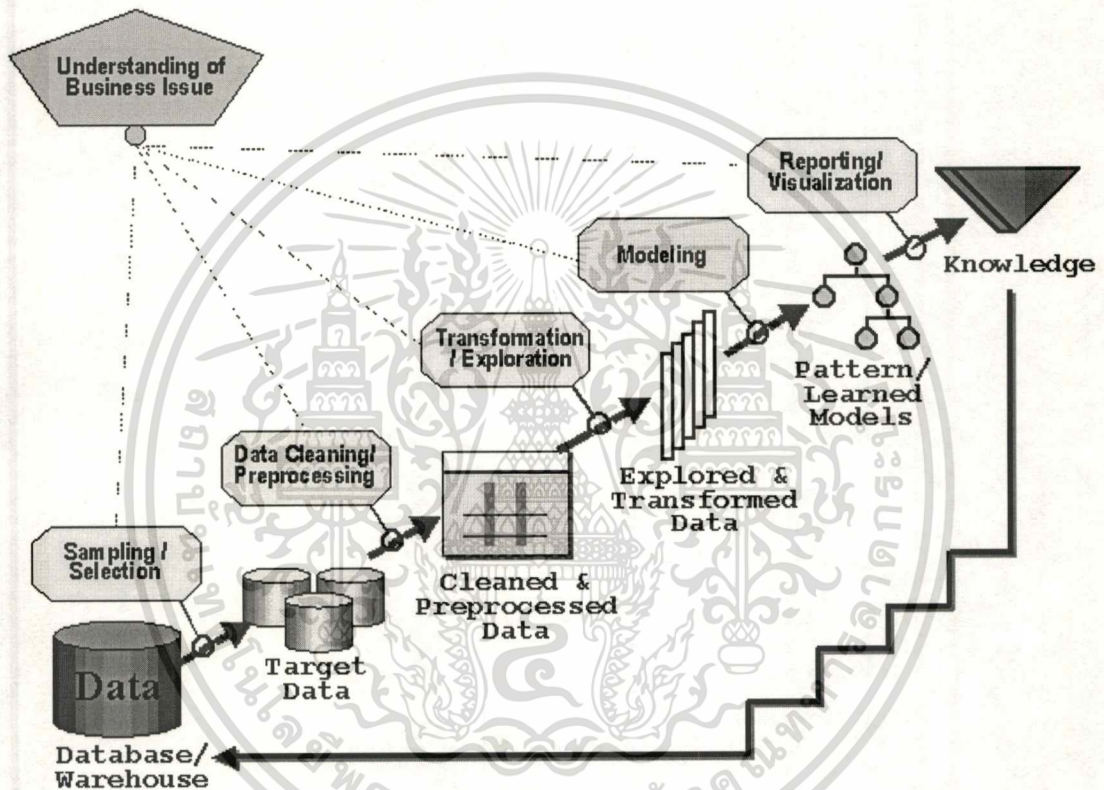 Understanding of
Business Issue
Reporting/
Visualization
Knowledge
Modeling
Pattern/
Learned
Models
Transformation
/ Exploration
Explored &
Transformed
Data
Data Cleaning/
Preprocessing
Cleaned &
Preprocessed
Data
Sampling /
Selection
Target
Data
Data
Database/
Warehouse